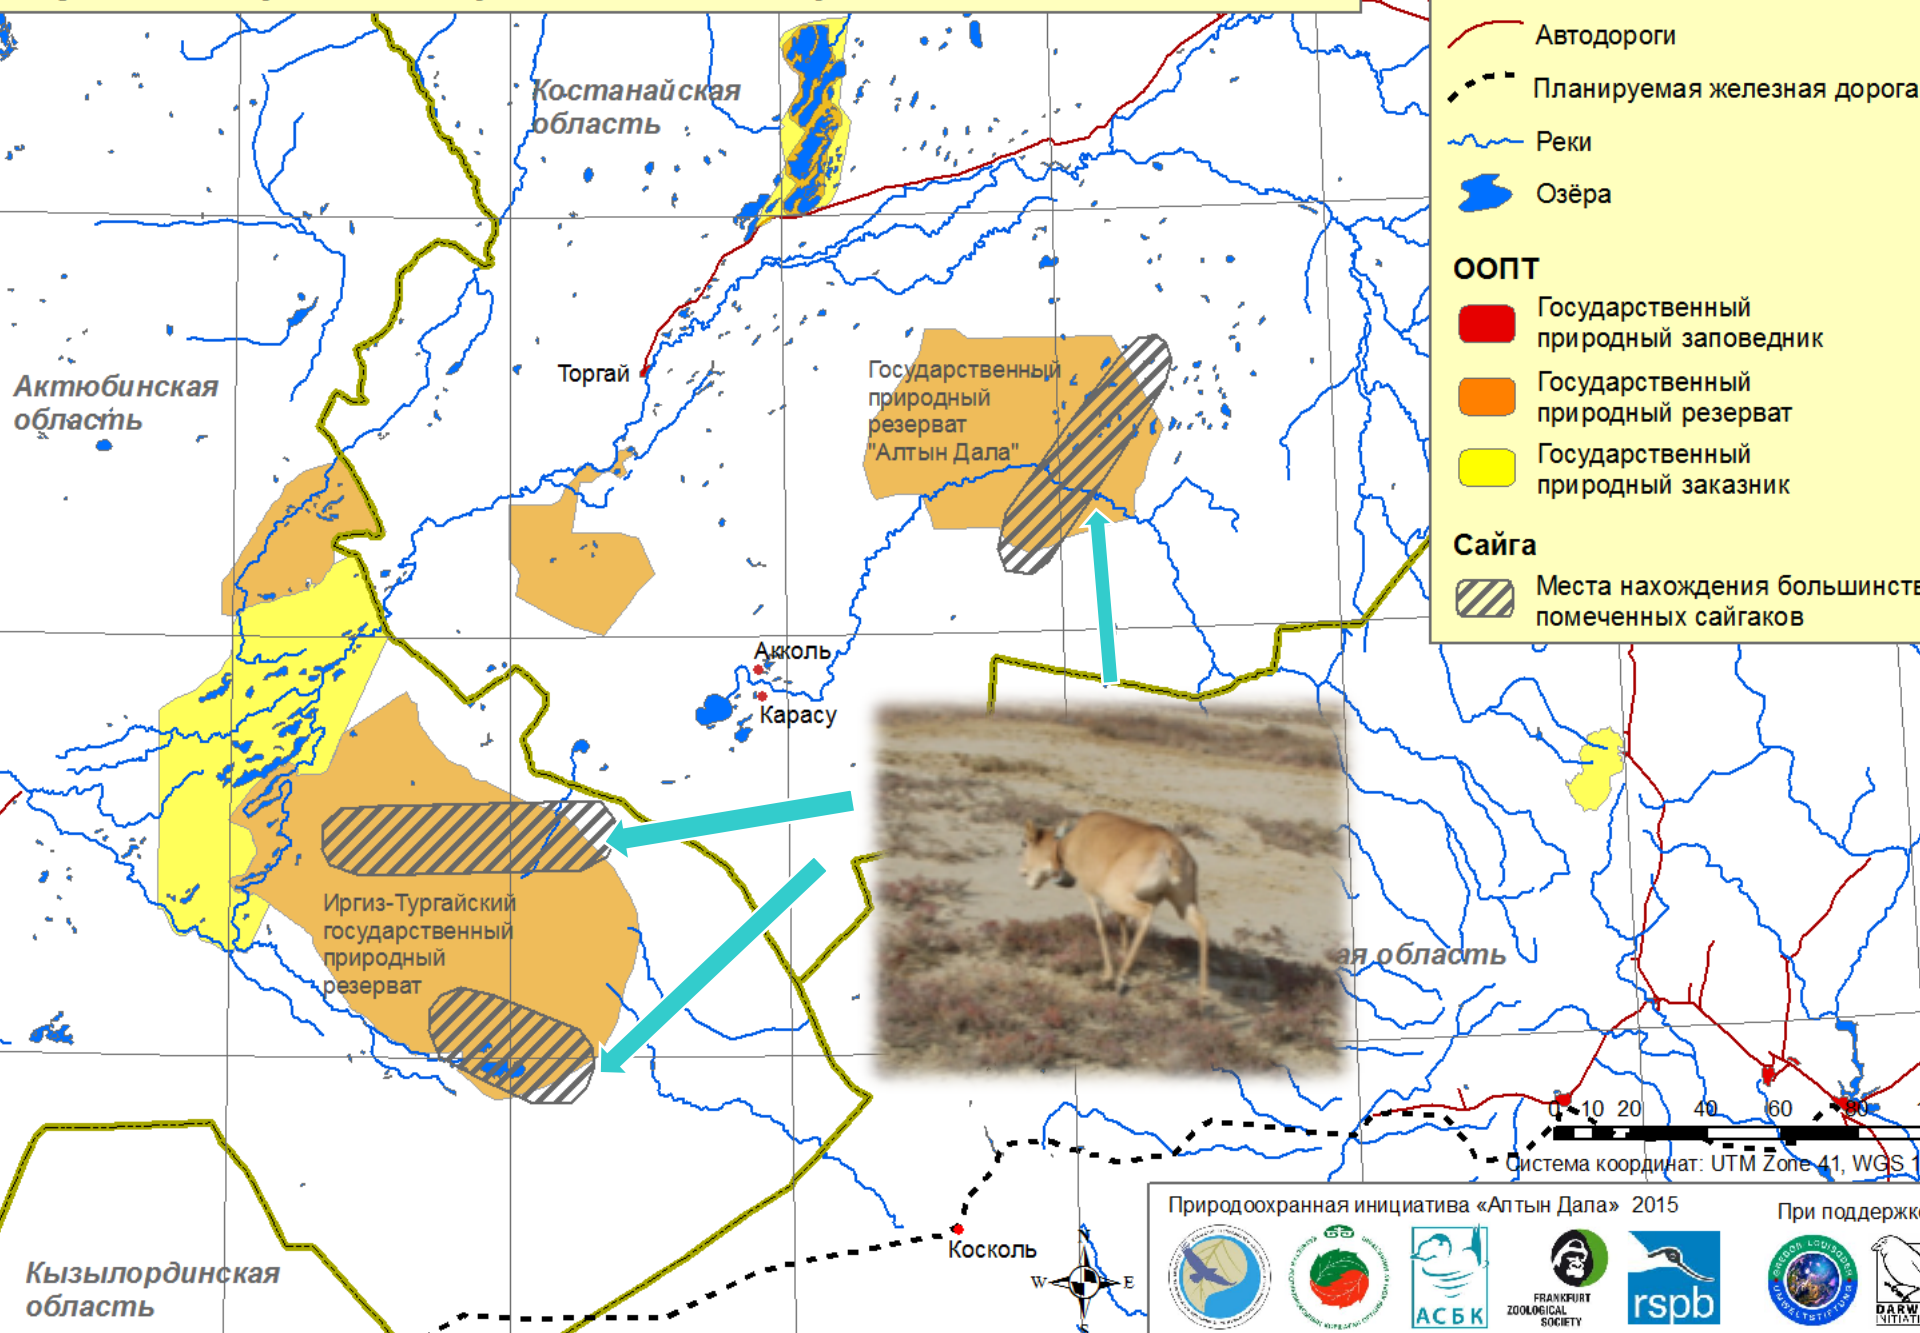 Костанайская
область
Актюбинская
область
Торгай
Государственный
природный
резерват
"Алтын Дала"
Акколь
Карасу
Иргиз-Тургайский
государственный
природный
резерват
ая область
Косколь
Кызылординская
область
Автодороги
Планируемая железная дорога
Реки
Озёра
ООПТ
Государственный
природный заповедник
Государственный
природный резерват
Государственный
природный заказник
Сайга
Места нахождения большинств
помеченных сайгаков
0 10 20 40 60 80
Система координат: UTM Zone 41, WGS 1
Природоохранная инициатива «Алтын Дала» 2015
При поддержк
N
W E
S
АСБК
FRANKFURT
ZOOLOGICAL
SOCIETY
rspb
DARW
INITIATI